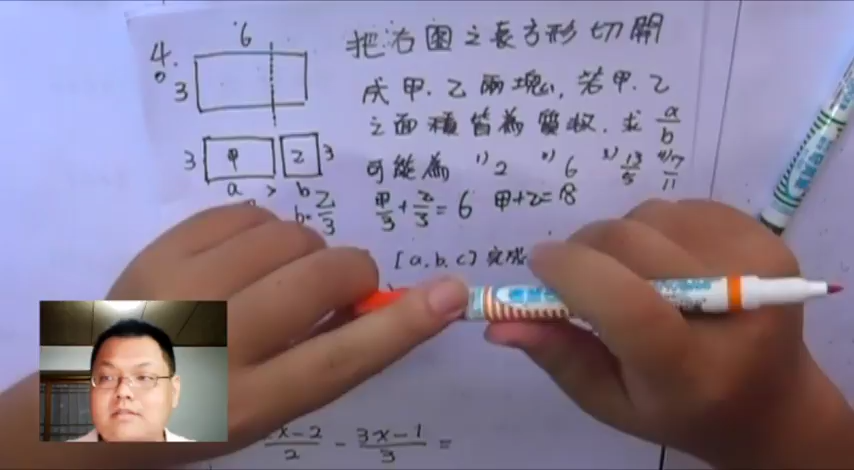 4.
6
3
把右圖之長方形切開
成甲.乙兩塊,若甲.乙
之面積皆為質數.求 a/b
可能為 1) 2 2) 6 3) 13/5 4) 7/11
3 甲 乙 3
a > b
b= 乙/3
甲/3 + 乙/3 = 6 甲+乙=18
[a.b.c] 完成
x-2/2 - 3x-1/3 =